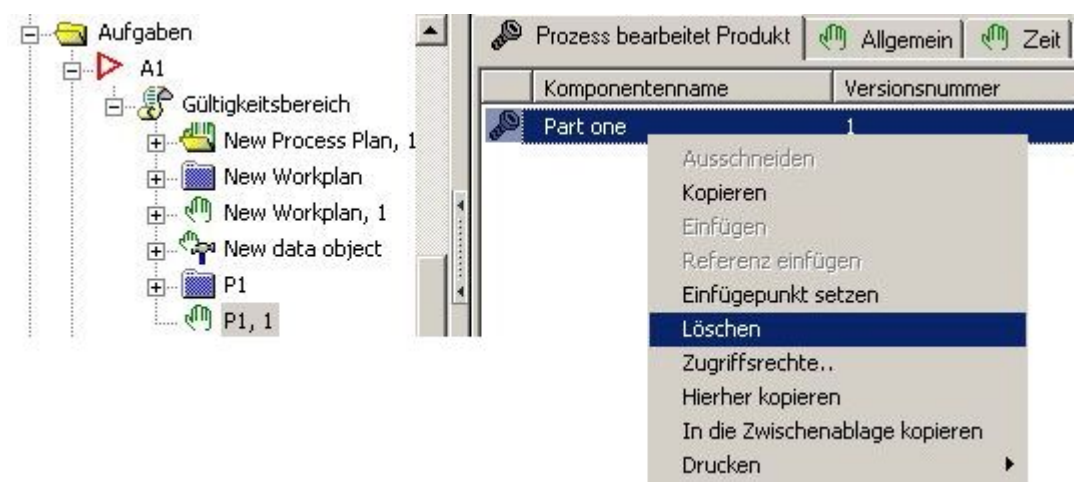 Aufgaben
A1
Gültigkeitsbereich
New Process Plan, 1
New Workplan
New Workplan, 1
New data object
P1
P1, 1
Prozess bearbeitet Produkt Allgemein Zeit
Komponentenname Versionsnummer
Part one 1
Ausschneiden
Kopieren
Einfügen
Referenz einfügen
Einfügepunkt setzen
Löschen
Zugriffsrechte..
Hierher kopieren
In die Zwischenablage kopieren
Drucken